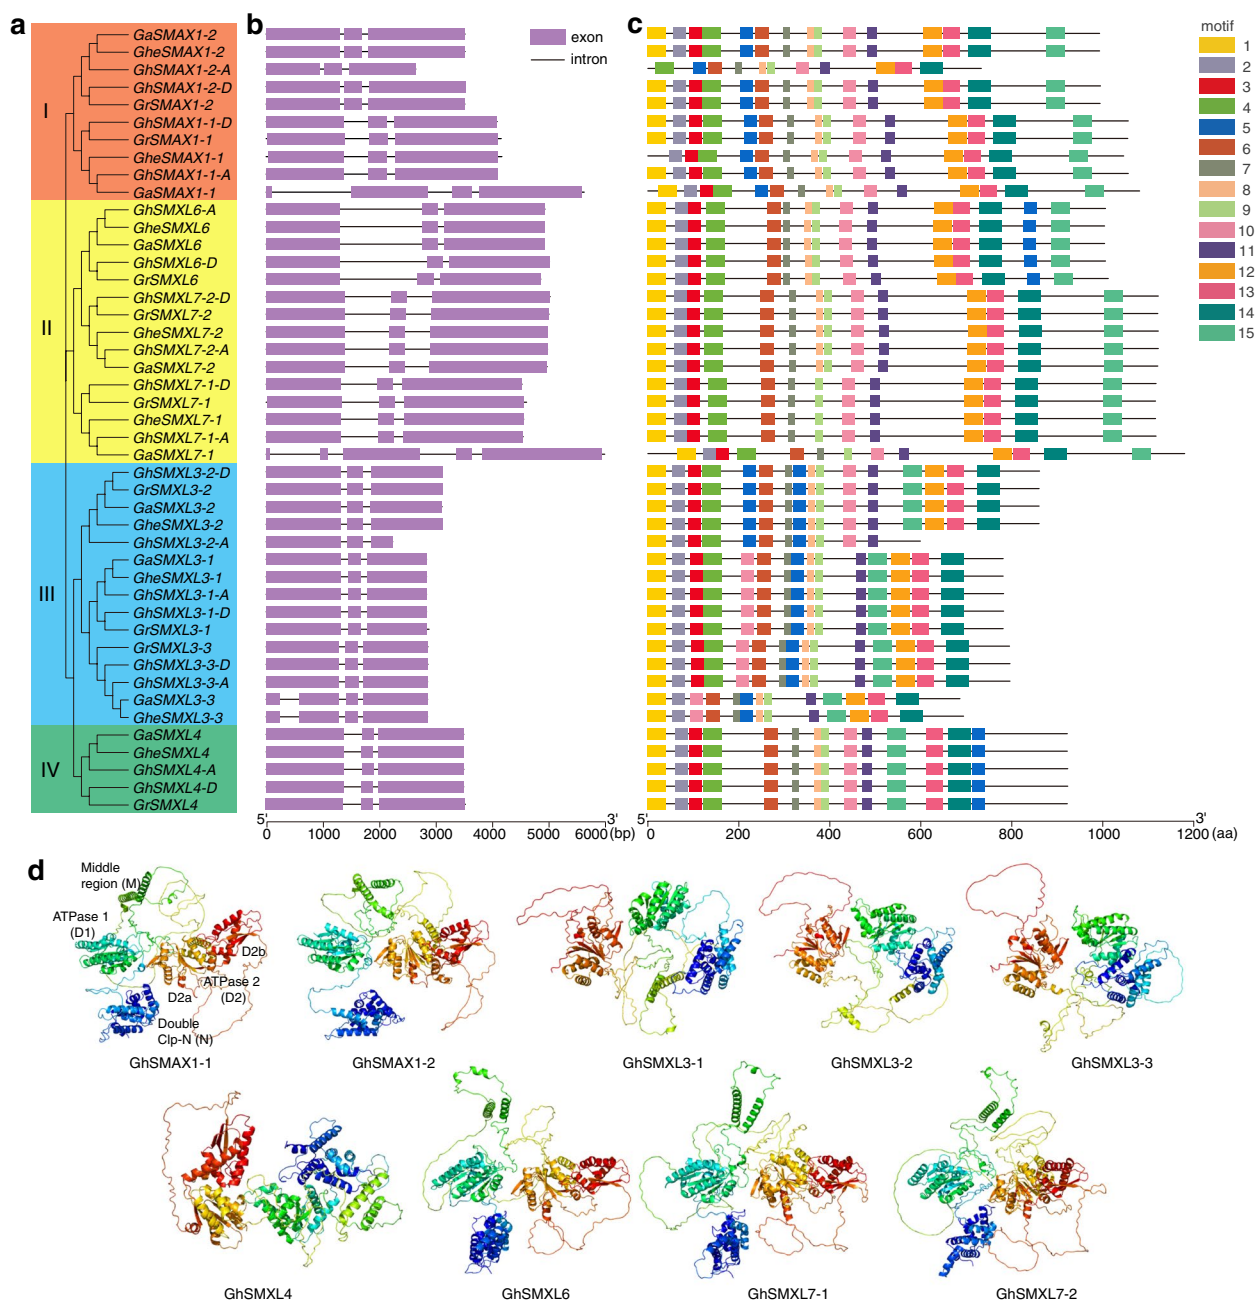 a
I
II
III
IV
GaSMAX1-2
GheSMAX1-2
GhSMAX1-2-A
GhSMAX1-2-D
GrSMAX1-2
GhSMAX1-1-D
GrSMAX1-1
GheSMAX1-1
GhSMAX1-1-A
GaSMAX1-1
GhSMXL6-A
GheSMXL6
GaSMXL6
GhSMXL6-D
GrSMXL6
GhSMXL7-2-D
GrSMXL7-2
GheSMXL7-2
GhSMXL7-2-A
GaSMXL7-2
GhSMXL7-1-D
GrSMXL7-1
GheSMXL7-1
GhSMXL7-1-A
GaSMXL7-1
GhSMXL3-2-D
GrSMXL3-2
GaSMXL3-2
GheSMXL3-2
GhSMXL3-2-A
GaSMXL3-1
GheSMXL3-1
GhSMXL3-1-A
GhSMXL3-1-D
GrSMXL3-1
GrSMXL3-3
GhSMXL3-3-D
GhSMXL3-3-A
GaSMXL3-3
GheSMXL3-3
GaSMXL4
GheSMXL4
GhSMXL4-A
GhSMXL4-D
GrSMXL4
b
exon
intron
5' 3'
0 1000 2000 3000 4000 5000 6000 (bp)
c
5' 3'
0 200 400 600 800 1000 1200 (aa)
motif
1
2
3
4
5
6
7
8
9
10
11
12
13
14
15
d
Middle
region (M)
ATPase 1
(D1)
D2b
ATPase 2
(D2)
D2a
Double
Clp-N (N)
GhSMAX1-1 GhSMAX1-2 GhSMXL3-1 GhSMXL3-2 GhSMXL3-3
GhSMXL4 GhSMXL6 GhSMXL7-1 GhSMXL7-2